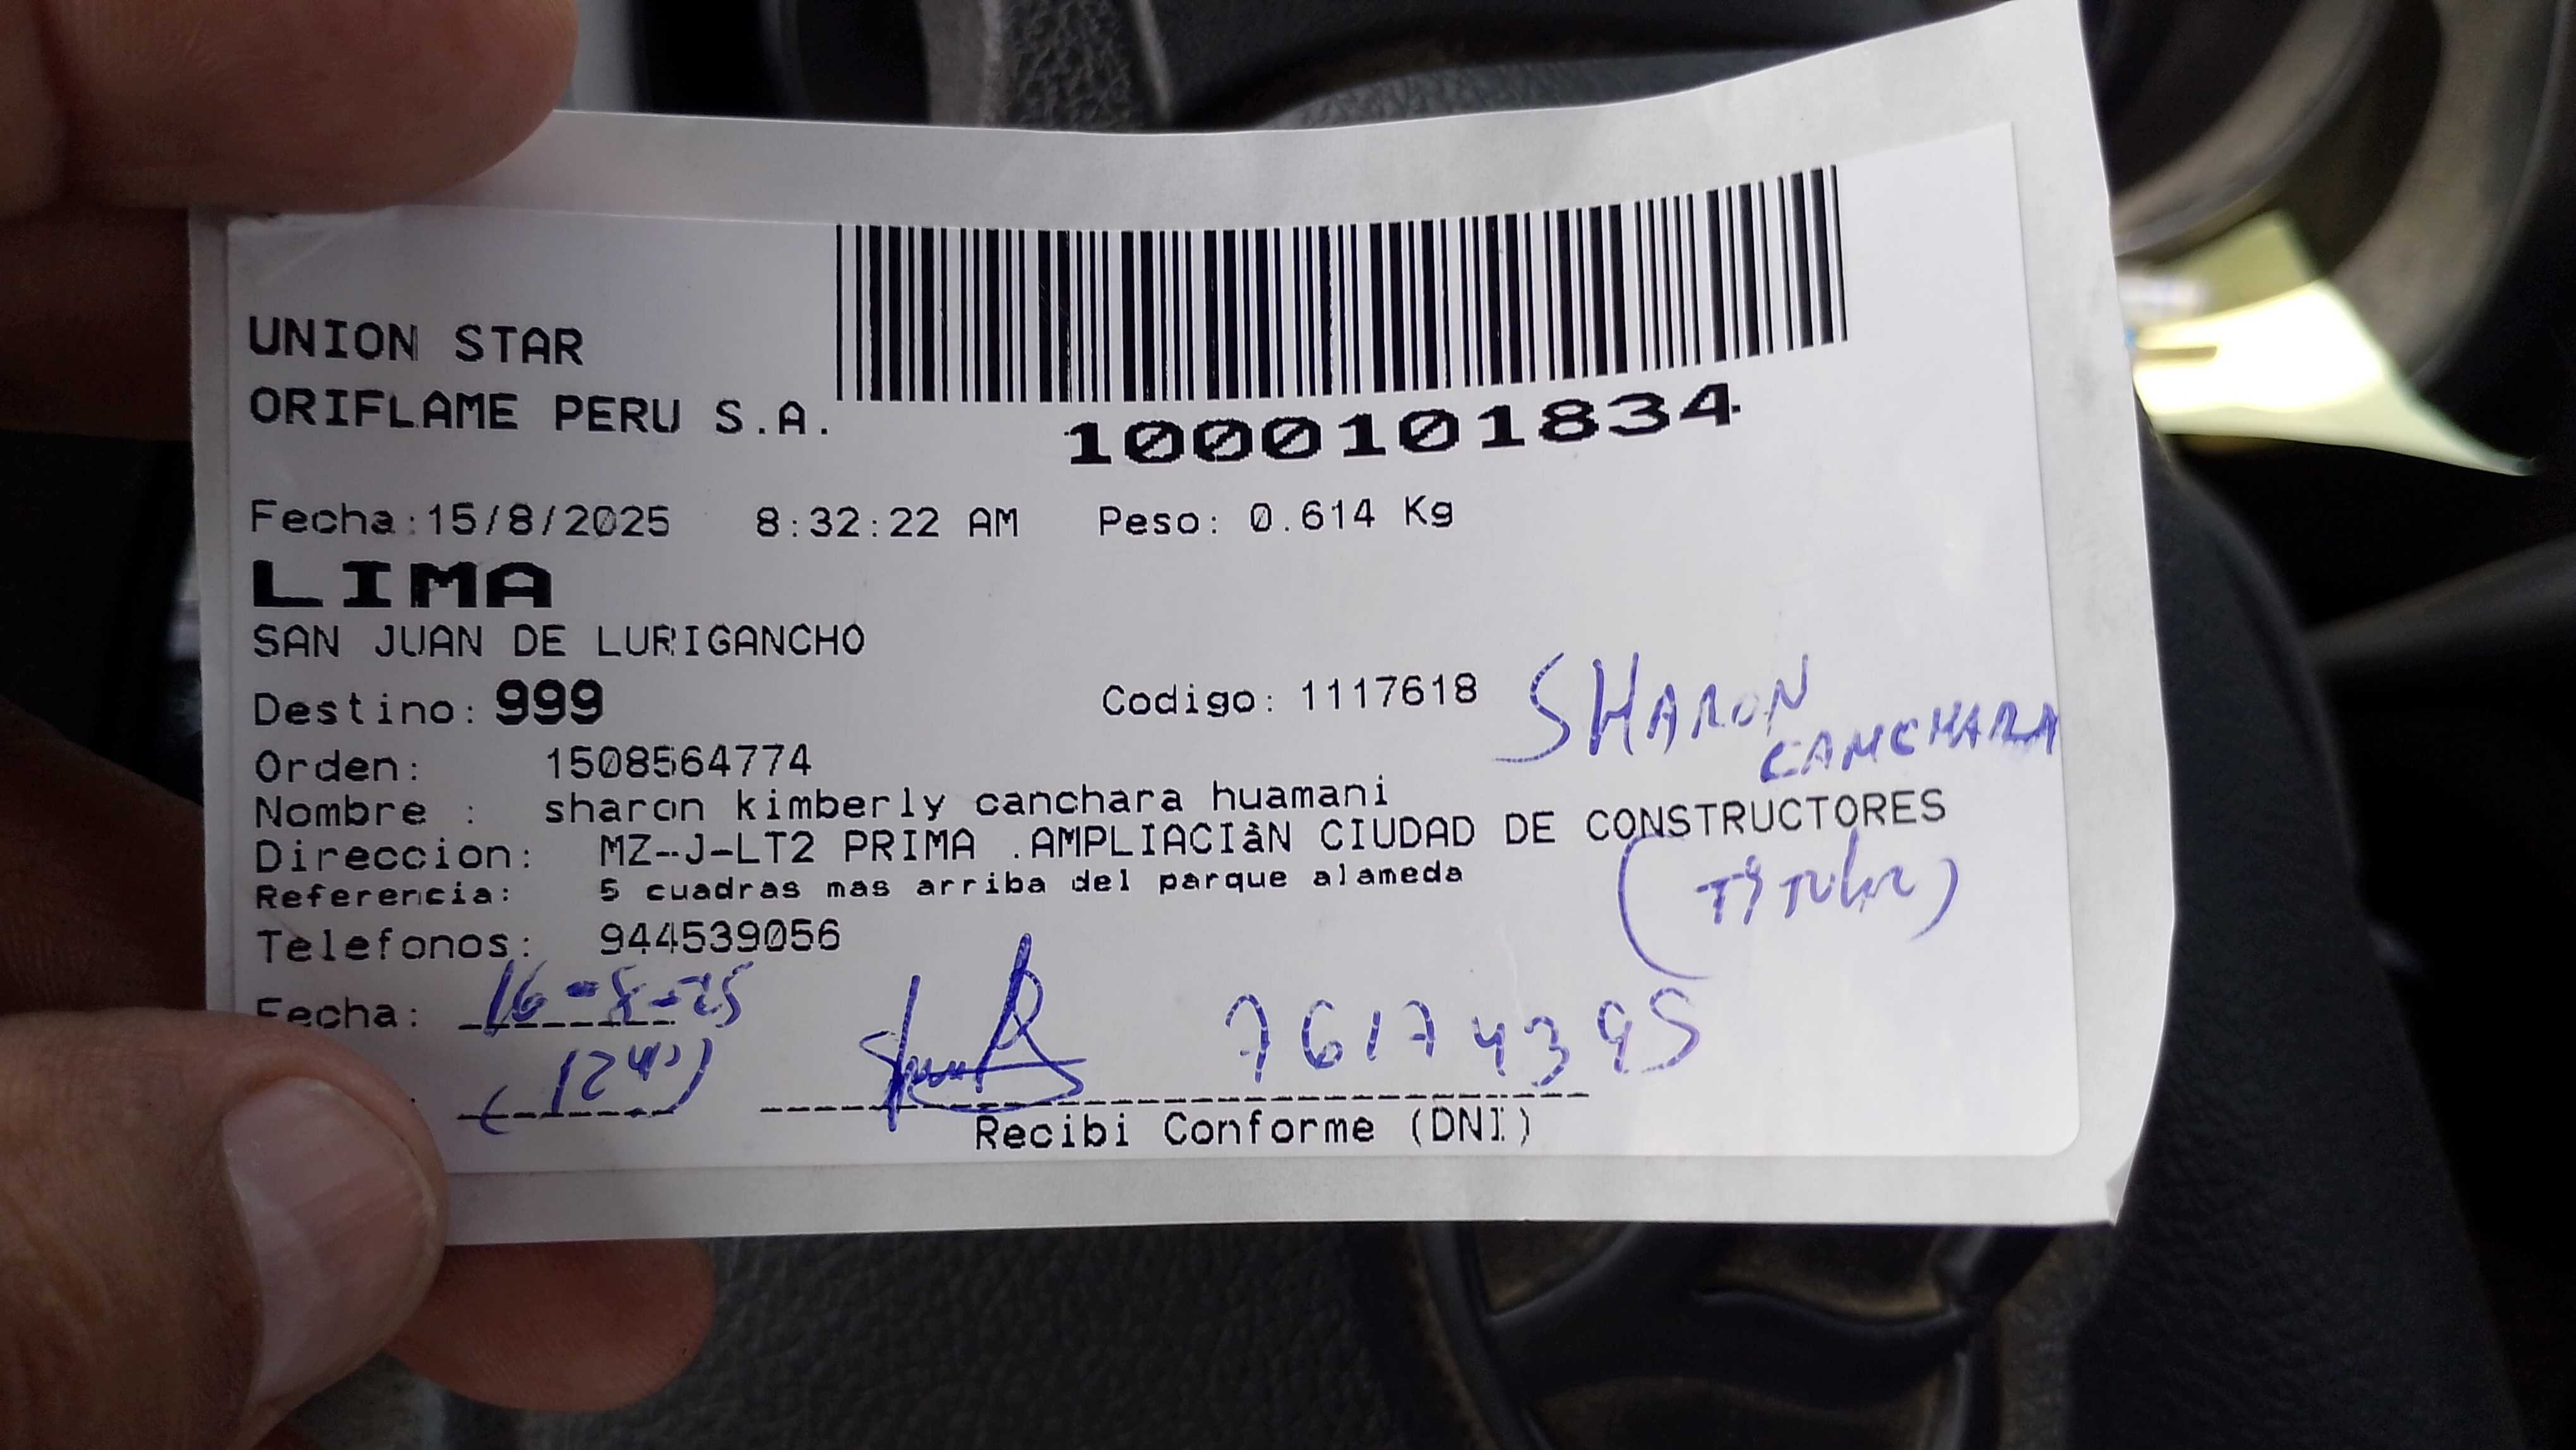 UNION STAR
ORIFLAME PERU S.A.
1000101834
Fecha:15/8/2025 8:32:22 AM Peso: 0.614 Kg
LIMA
SAN JUAN DE LURIGANCHO
Destino: 999 Codigo: 1117618
SHARON
CANCHARA
Orden: 1508564774
Nombre : sharon kimberly canchara huamani
Direccion: MZ--J-LT2 PRIMA .AMPLIACIàN CIUDAD DE CONSTRUCTORES
(TITULAR)
Referencia: 5 cuadras mas arriba del parque alameda
Telefonos: 944539056
Fecha: 16-8-25
76174395
Recibi Conforme (DNI)